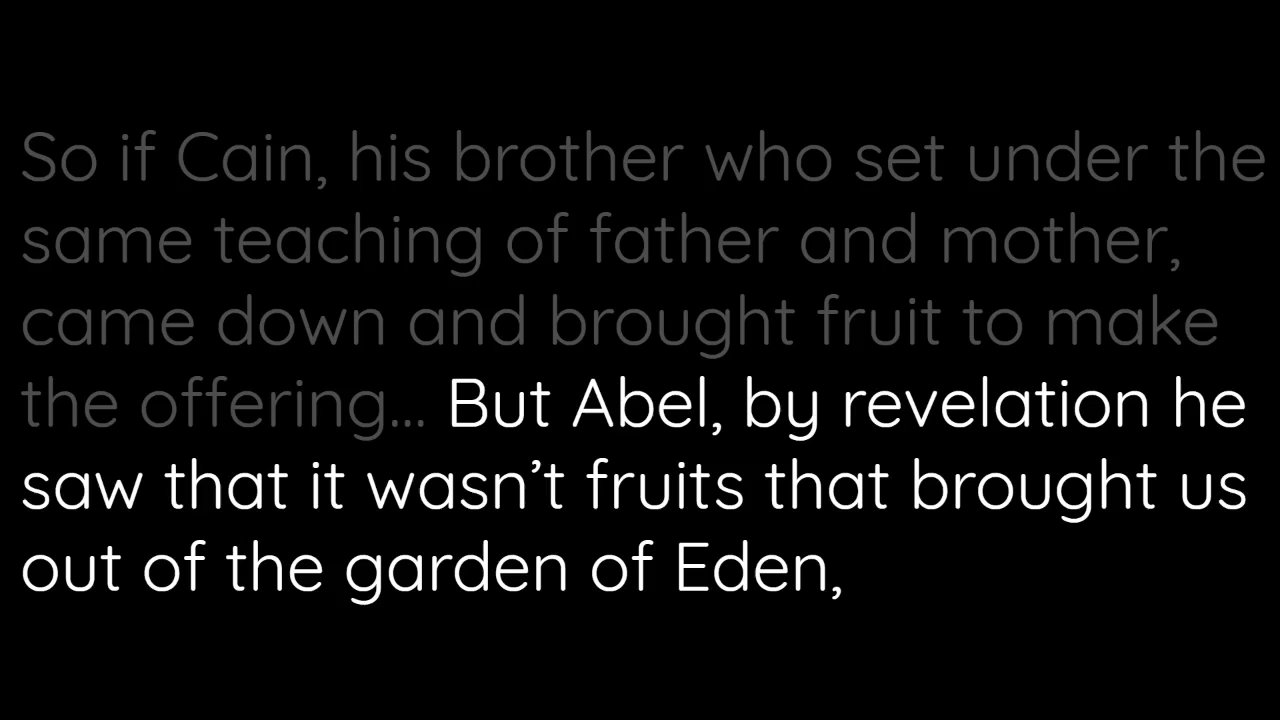 So if Cain, his brother who set under the
same teaching of father and mother,
came down and brought fruit to make
the offering... But Abel, by revelation he
saw that it wasn’t fruits that brought us
out of the garden of Eden,